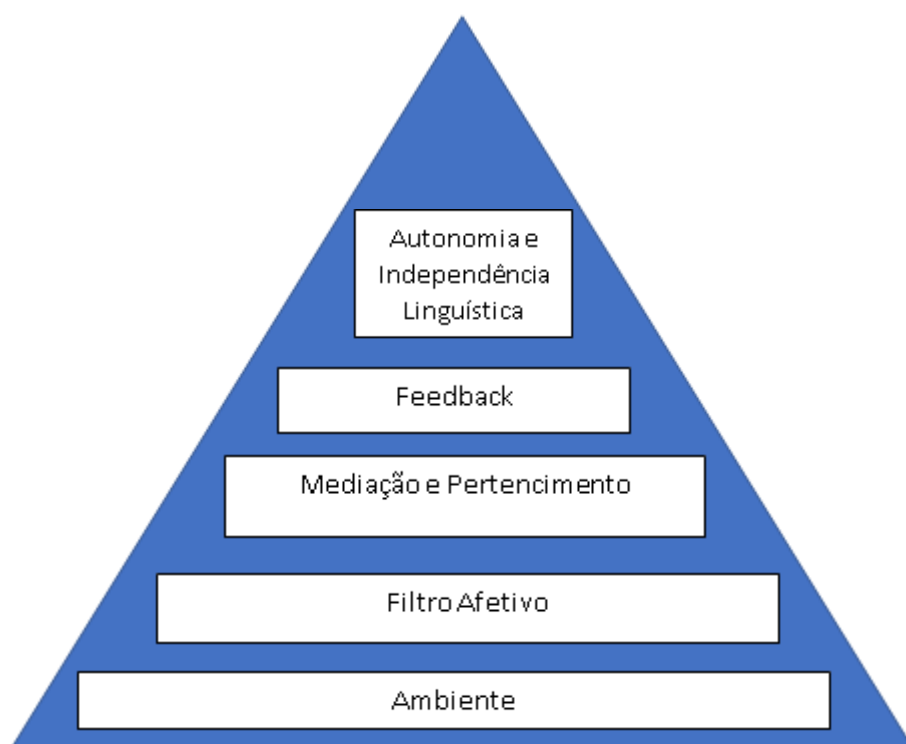 Autonomia e
Independência
Linguística
Feedback
Mediação e Pertencimento
Filtro Afetivo
Ambiente